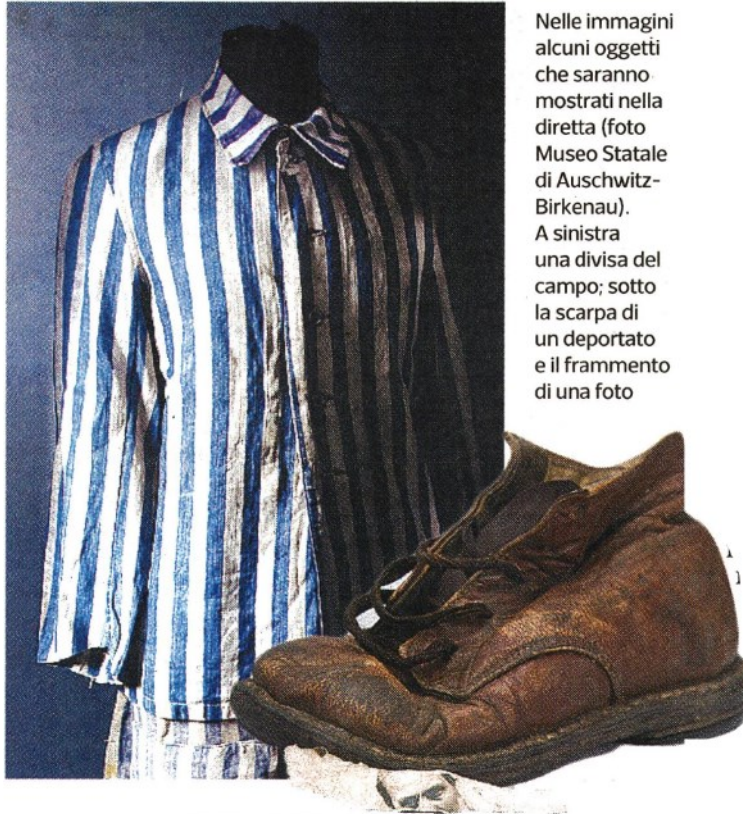 Nelle immagini
alcuni oggetti
che saranno
mostrati nella
diretta (foto
Museo Statale
di Auschwitz-
Birkenau).
A sinistra
una divisa del
campo; sotto
la scarpa di
un deportato
e il frammento
di una foto